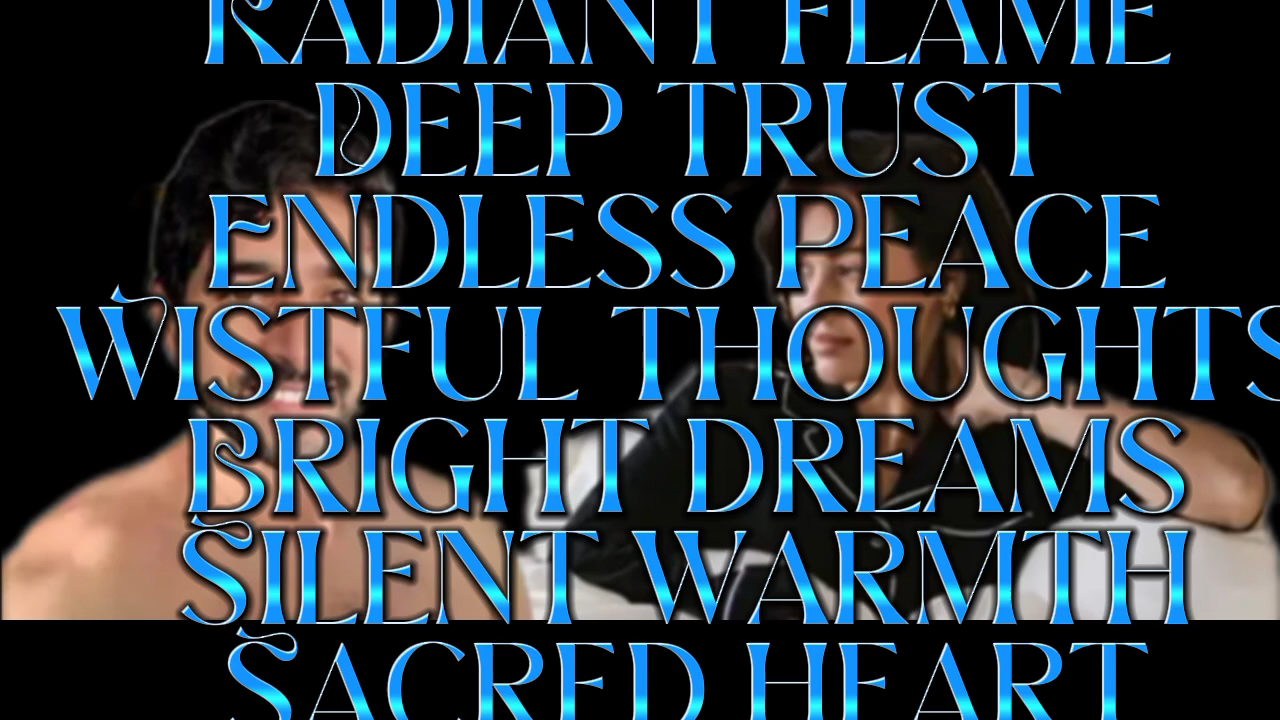 RADIANT FLAME
DEEP TRUST
ENDLESS PEACE
WISTFUL THOUGHTS
BRIGHT DREAMS
SILENT WARMTH
SACRED HEART